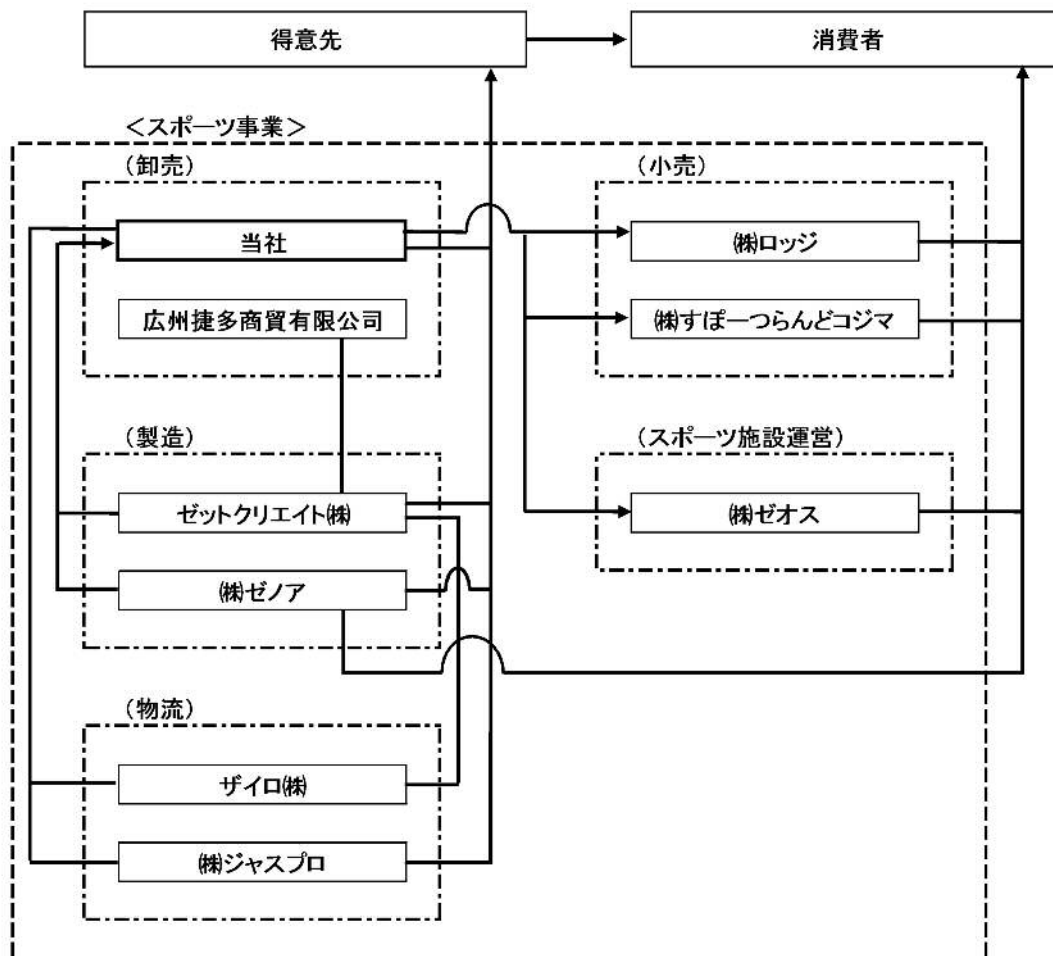 得意先
消費者
＜スポーツ事業＞
（卸売）
（小売）
当社
㈱ロッジ
広州捷多商貿有限公司
㈱すぽーつらんどコジマ
（製造）
（スポーツ施設運営）
ゼットクリエイト㈱
㈱ゼオス
㈱ゼノア
（物流）
ザイロ㈱
㈱ジャスプロ